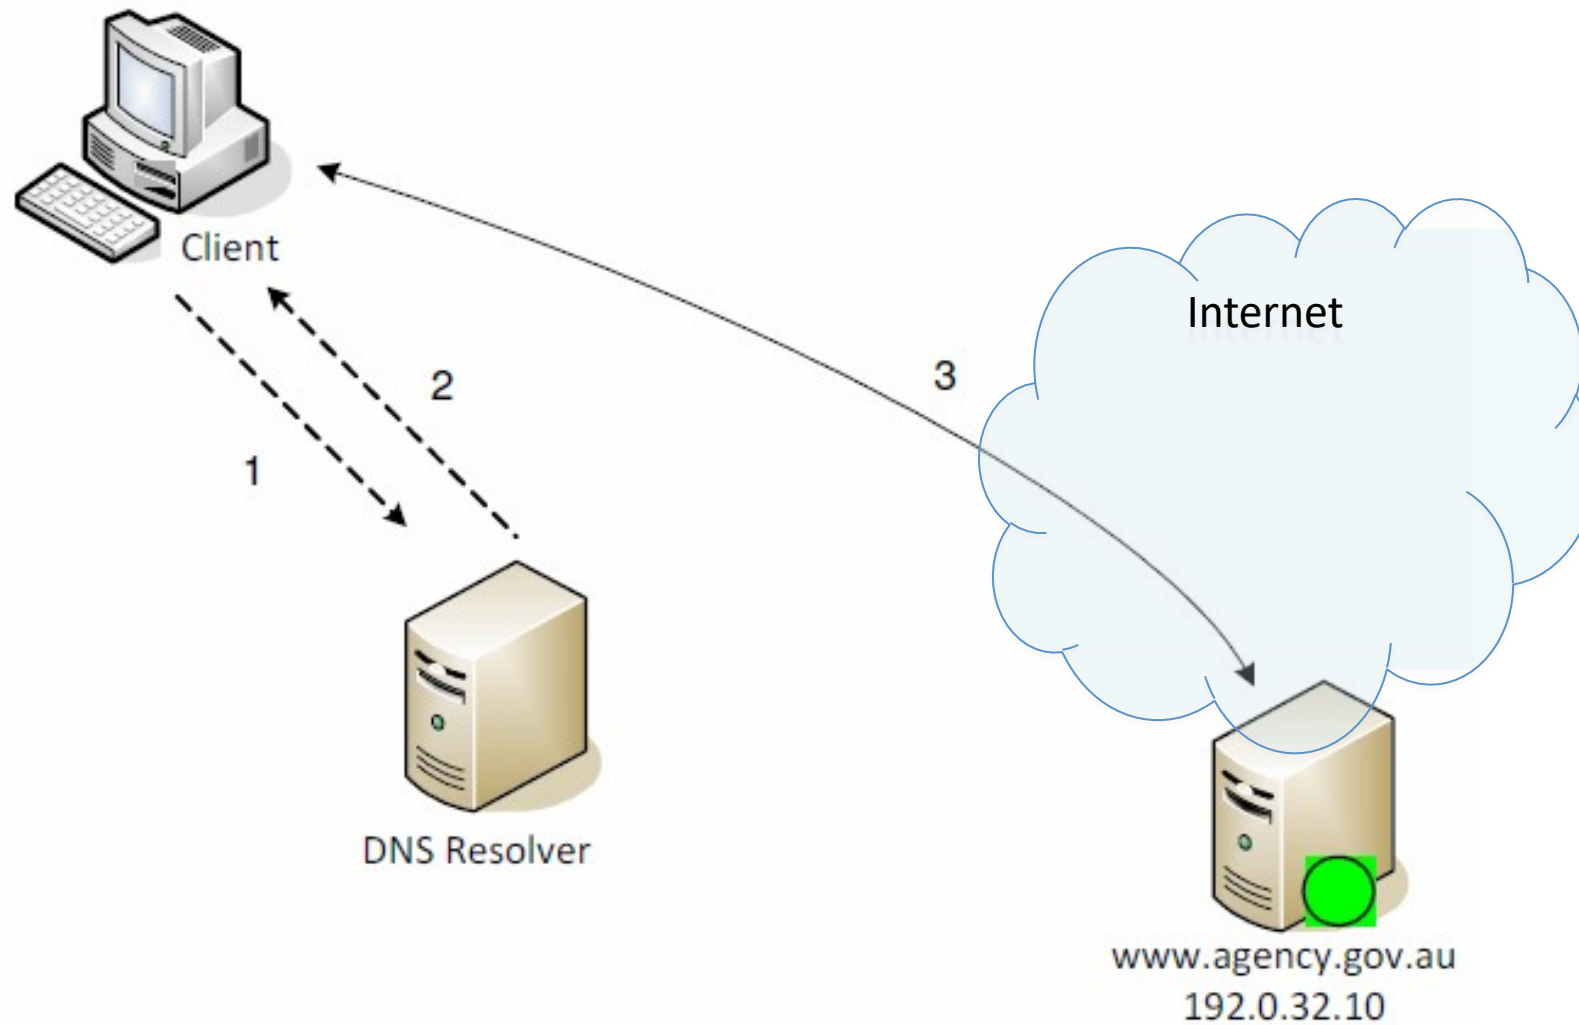 Client
Internet
3
2
1
DNS Resolver
www.agency.gov.au
192.0.32.10